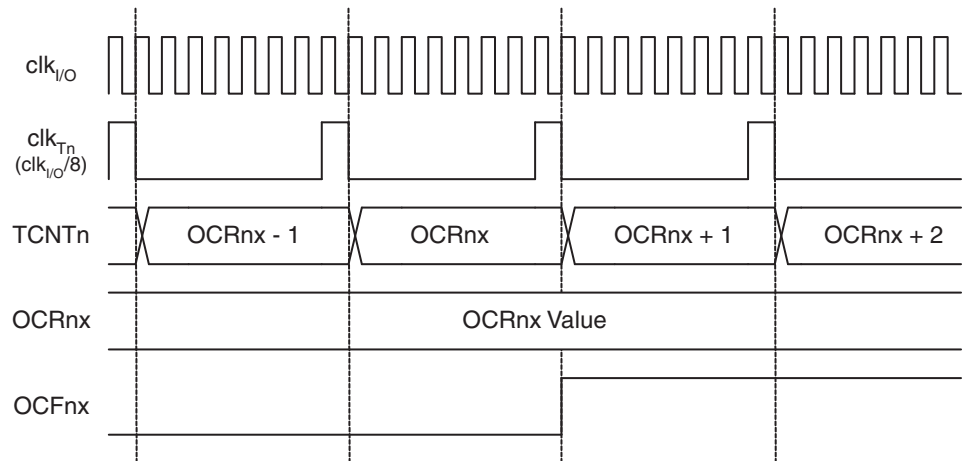 clkI/O
clkTn
(clkI/O/8)
TCNTn
OCRnx - 1
OCRnx
OCRnx + 1
OCRnx + 2
OCRnx
OCRnx Value
OCFnx